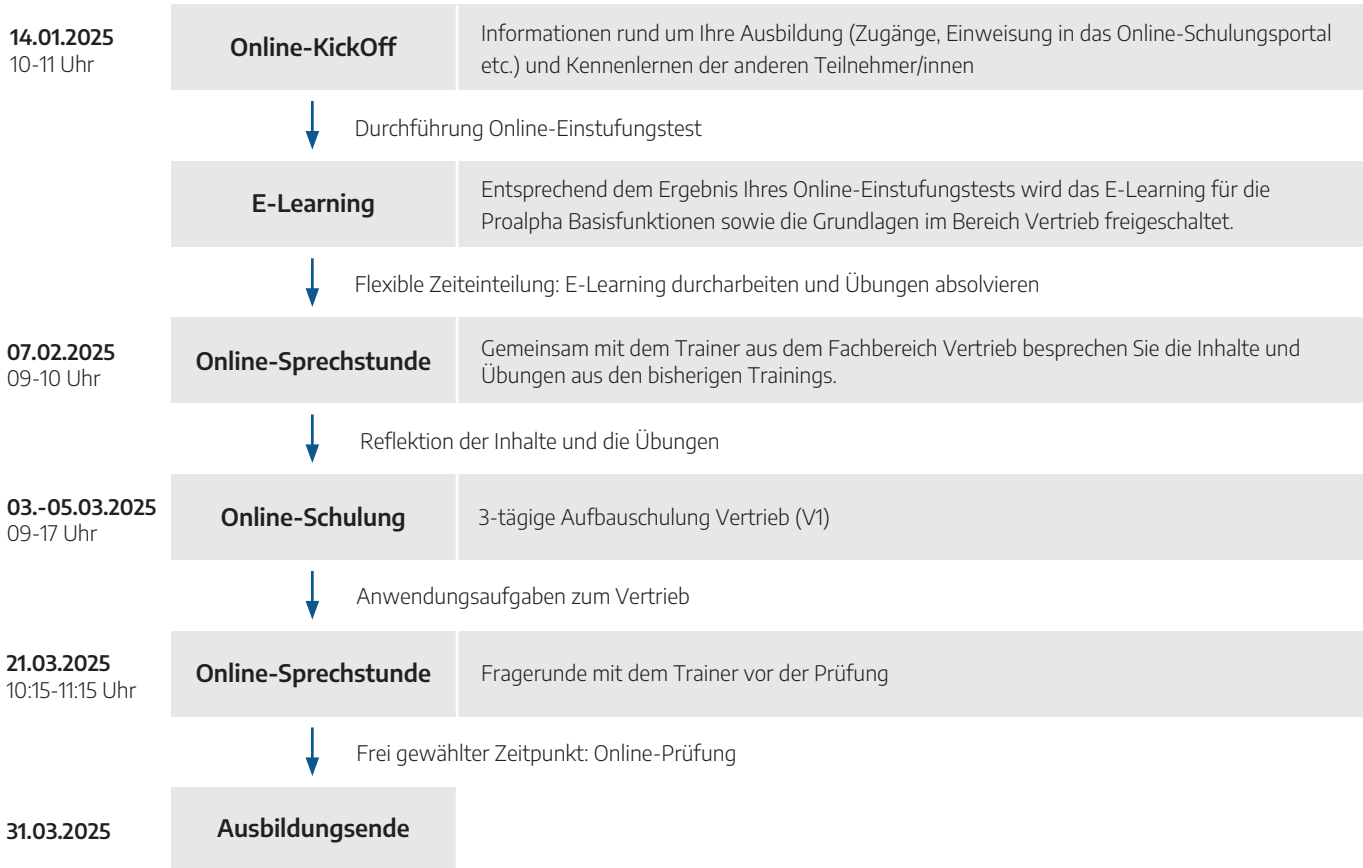 14.01.2025
10-11 Uhr
Online-KickOff
Informationen rund um Ihre Ausbildung (Zugänge, Einweisung in das Online-Schulungsportal
etc.) und Kennenlernen der anderen Teilnehmer/innen
Durchführung Online-Einstufungstest
E-Learning
Entsprechend dem Ergebnis Ihres Online-Einstufungstests wird das E-Learning für die
Proalpha Basisfunktionen sowie die Grundlagen im Bereich Vertrieb freigeschaltet.
Flexible Zeiteinteilung: E-Learning durcharbeiten und Übungen absolvieren
07.02.2025
09-10 Uhr
Online-Sprechstunde
Gemeinsam mit dem Trainer aus dem Fachbereich Vertrieb besprechen Sie die Inhalte und
Übungen aus den bisherigen Trainings.
Reflektion der Inhalte und die Übungen
03.-05.03.2025
09-17 Uhr
Online-Schulung
3-tägige Aufbauschulung Vertrieb (V1)
Anwendungsaufgaben zum Vertrieb
21.03.2025
10:15-11:15 Uhr
Online-Sprechstunde
Fragerunde mit dem Trainer vor der Prüfung
Frei gewählter Zeitpunkt: Online-Prüfung
31.03.2025
Ausbildungsende